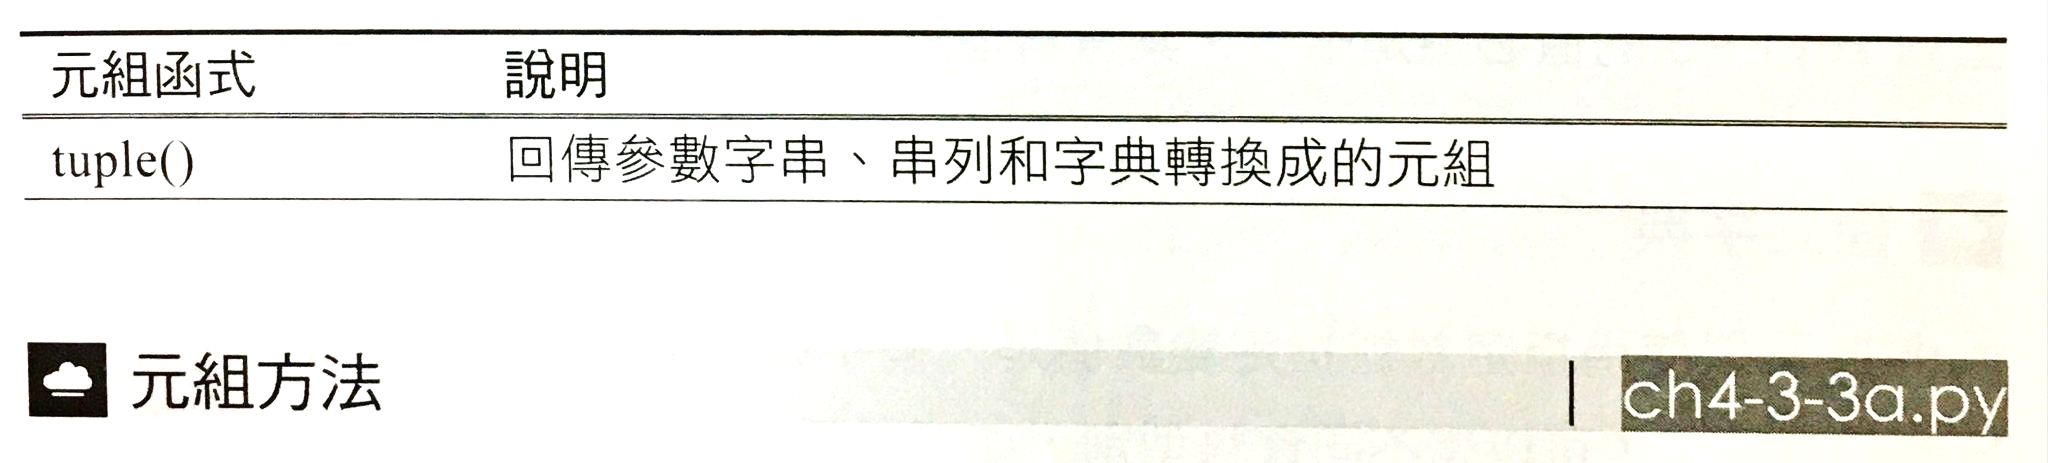 元組函式 說明
tuple() 回傳參數字串、串列和字典轉換成的元組
元組方法 ch4-3-3a.py